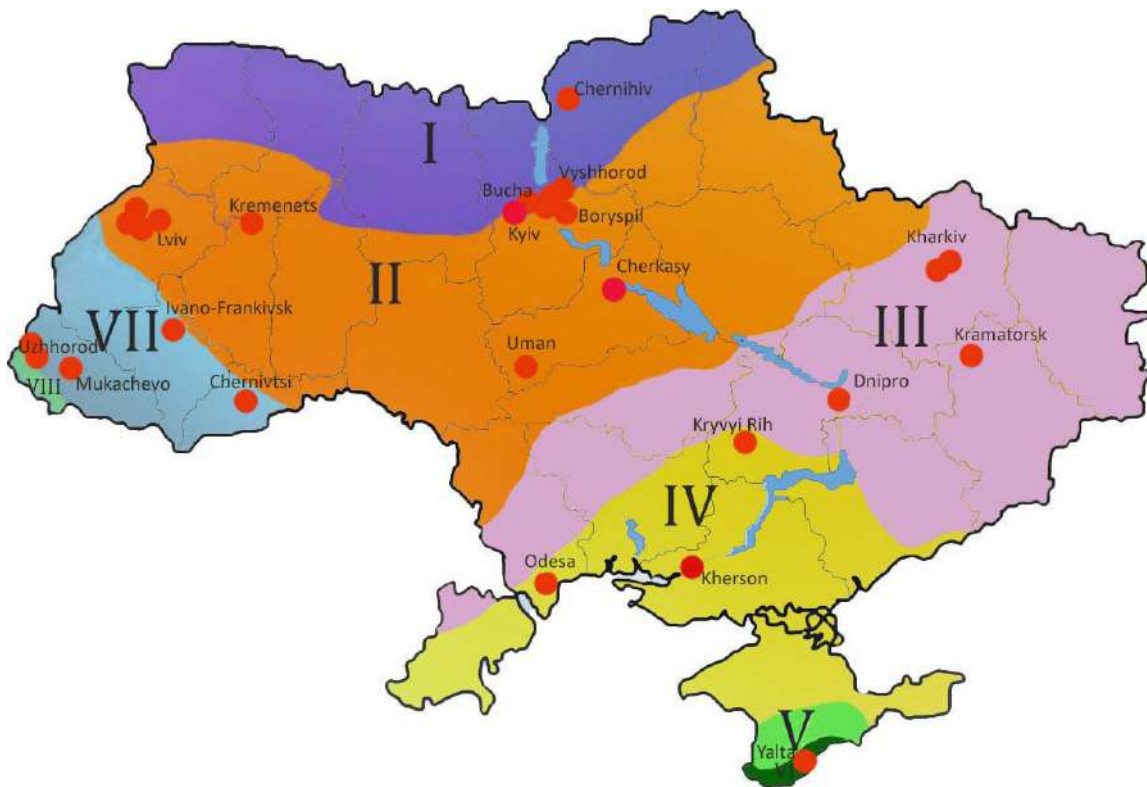 Chernihiv
I
Vyshhorod
Bucha
Kremenets
Boryspil
Lviv
Kyiv
Kharkiv
II
Cherkasy
Ivano-Frankivsk
VII
III
Uzhhorod
Uman
Kramatorsk
VIII
Mukachevo
Chernivtsi
Dnipro
Kryvyi Rih
IV
Odesa
Kherson
V
Yalta
VI